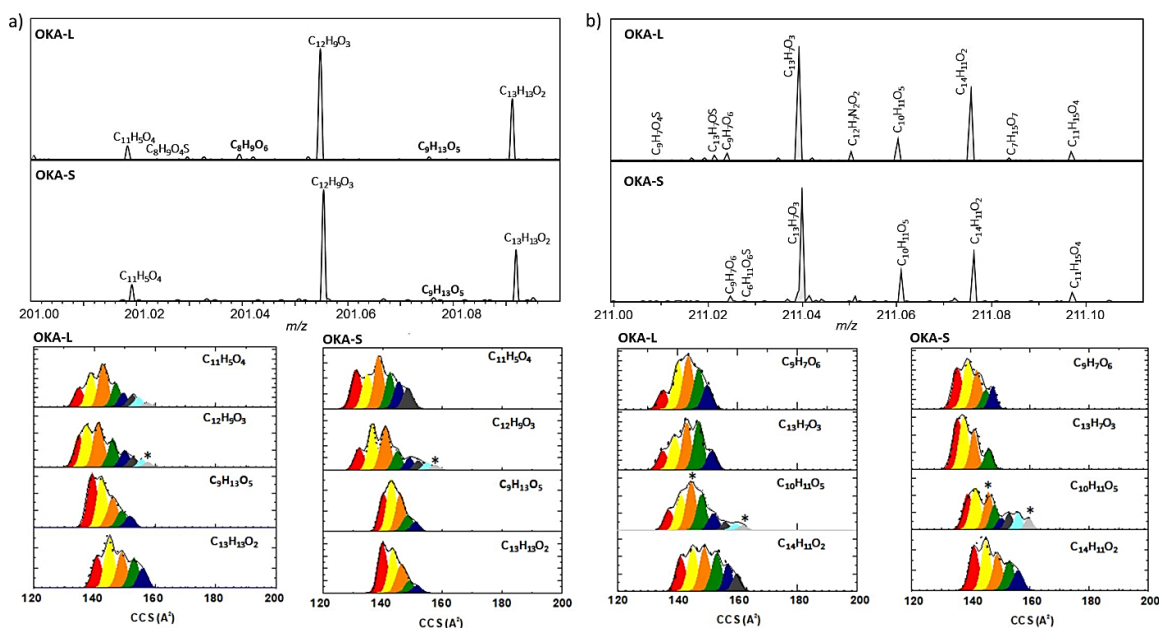 a)
OKA-L
C₁₂H₉O₃
C₁₃H₁₃O₂
C₁₁H₅O₄
C₈H₉O₄S
C₈H₉O₆
C₉H₁₃O₅
OKA-S
C₁₂H₉O₃
C₁₃H₁₃O₂
C₁₁H₅O₄
C₉H₁₃O₅
201.00 201.02 201.04 201.06 201.08
m/z
OKA-L
C₁₁H₅O₄
C₁₂H₉O₃
*
C₉H₁₃O₅
C₁₃H₁₃O₂
120 140 160 180 200
CCS (Å²)
OKA-S
C₁₁H₅O₄
C₁₂H₉O₃
*
C₉H₁₃O₅
C₁₃H₁₃O₂
120 140 160 180 200
CCS (Å²)
b)
OKA-L
C₉H₇O₄S
C₁₃H₇OS
C₉H₇O₆
C₁₃H₇O₃
C₁₂H₇N₂O₂
C₁₀H₁₁O₅
C₁₄H₁₁O₂
C₇H₁₅O₇
C₁₁H₁₅O₄
OKA-S
C₉H₇O₆
C₆H₁₁O₆S
C₁₃H₇O₃
C₁₀H₁₁O₅
C₁₄H₁₁O₂
C₁₁H₁₅O₄
211.00 211.02 211.04 211.06 211.08 211.10
m/z
OKA-L
C₉H₇O₆
C₁₃H₇O₃
C₁₀H₁₁O₅
* *
C₁₄H₁₁O₂
120 140 160 180 200
CCS (Å²)
OKA-S
C₉H₇O₆
C₁₃H₇O₃
C₁₀H₁₁O₅
* *
C₁₄H₁₁O₂
120 140 160 180 200
CCS (Å²)